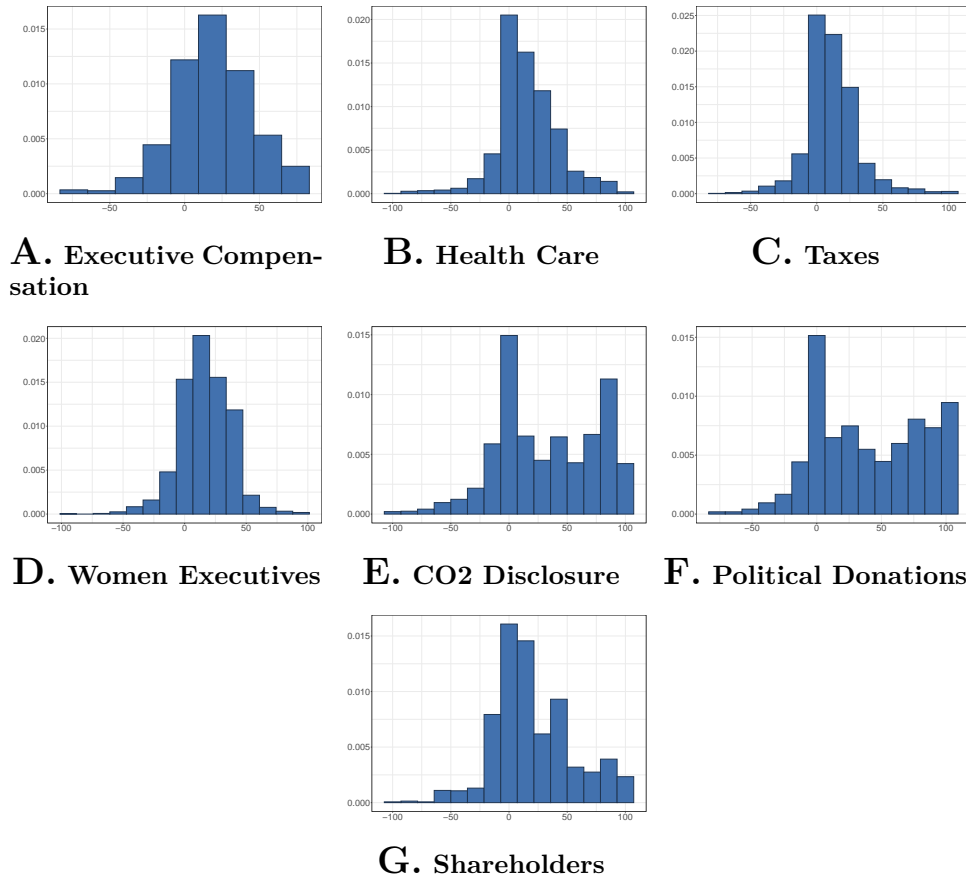 0.015
0.010
0.005
0.000
−50 0 50
0.020
0.015
0.010
0.005
0.000
−100 −50 0 50 100
0.025
0.020
0.015
0.010
0.005
0.000
−50 0 50 100
A. Executive Compen-
sation
B. Health Care
C. Taxes
0.020
0.015
0.010
0.005
0.000
−100 −50 0 50 100
0.015
0.010
0.005
0.000
−100 −50 0 50 100
0.015
0.010
0.005
0.000
−50 0 50 100
D. Women Executives
E. CO2 Disclosure
F. Political Donations
0.015
0.010
0.005
0.000
−100 −50 0 50 100
G. Shareholders